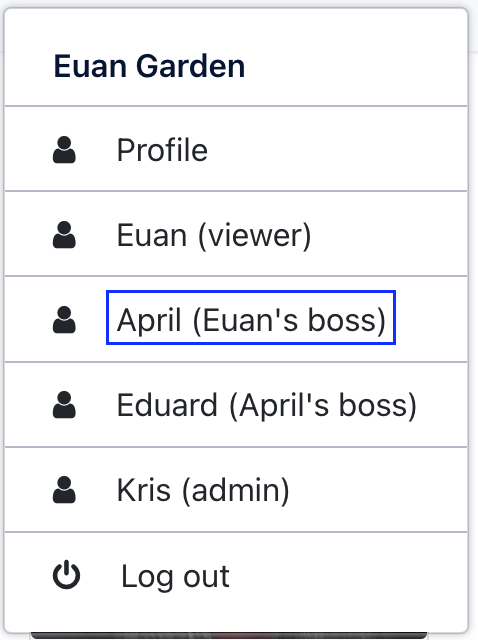 Euan Garden
Profile
Euan (viewer)
April (Euan's boss)
Eduard (April's boss)
Kris (admin)
Log out